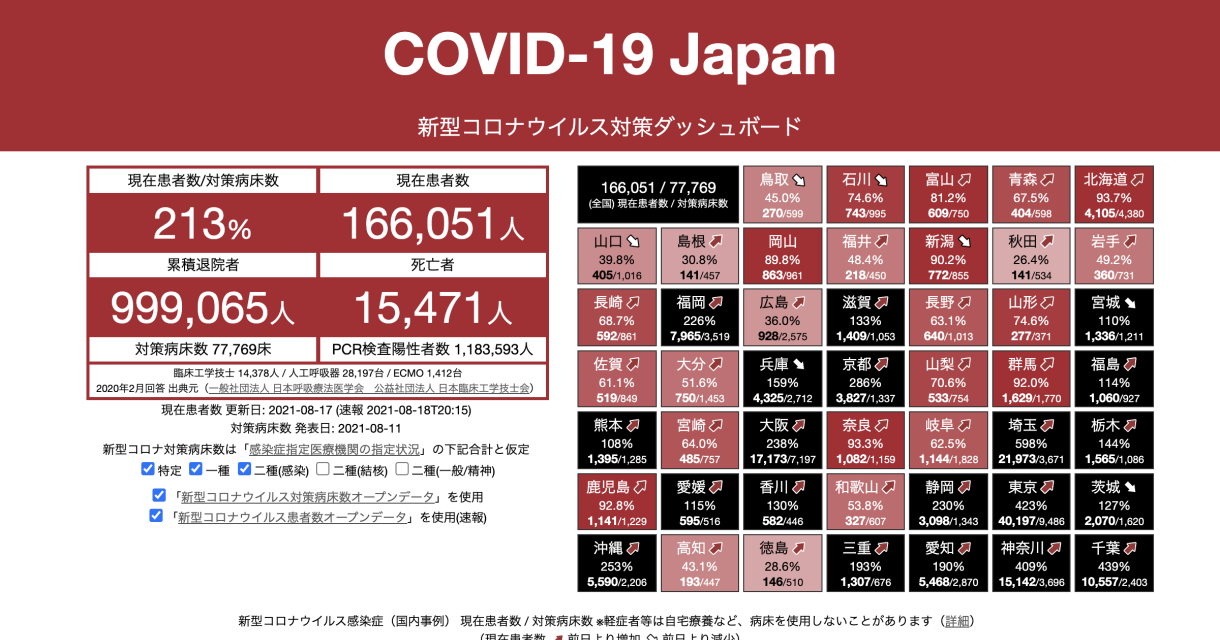 COVID-19 Japan
新型コロナウイルス対策ダッシュボード
現在患者数/対策病床数
現在患者数
213%
166,051人
累積退院者
死亡者
999,065人
15,471人
対策病床数 77,769床
PCR検査陽性者数 1,183,593人
臨床工学技士 14,378人 / 人工呼吸器 28,197台 / ECMO 1,412台
2020年2月回答 出典元（一般社団法人 日本呼吸療法医学会　公益社団法人 日本臨床工学技士会）
現在患者数 更新日: 2021-08-17 (速報 2021-08-18T20:15)
対策病床数 発表日: 2021-08-11
新型コロナ対策病床数は「感染症指定医療機関の指定状況」の下記合計と仮定
特定 一種 二種(感染) 二種(結核) 二種(一般/精神)
「新型コロナウイルス対策病床数オープンデータ」を使用
「新型コロナウイルス患者数オープンデータ」を使用(速報)
166,051 / 77,769
(全国) 現在患者数 / 対策病床数
鳥取
45.0%
270/599
石川
74.6%
743/995
富山
81.2%
609/750
青森
67.5%
404/598
北海道
93.7%
4,105/4,380
山口
39.8%
405/1,016
島根
30.8%
141/457
岡山
89.8%
863/961
福井
48.4%
218/450
新潟
90.2%
772/855
秋田
26.4%
141/534
岩手
49.2%
360/731
長崎
68.7%
592/861
福岡
226%
7,965/3,519
広島
36.0%
928/2,575
滋賀
133%
1,409/1,053
長野
63.1%
640/1,013
山形
74.6%
277/371
宮城
110%
1,336/1,211
佐賀
61.1%
519/849
大分
51.6%
750/1,453
兵庫
159%
4,325/2,712
京都
286%
3,827/1,337
山梨
70.6%
533/754
群馬
92.0%
1,629/1,770
福島
114%
1,060/927
熊本
108%
1,395/1,285
宮崎
64.0%
485/757
大阪
238%
17,173/7,197
奈良
93.3%
1,082/1,159
岐阜
62.5%
1,144/1,828
埼玉
598%
21,973/3,671
栃木
144%
1,565/1,086
鹿児島
92.8%
1,141/1,229
愛媛
115%
595/516
香川
130%
582/446
和歌山
53.8%
327/607
静岡
230%
3,098/1,343
東京
423%
40,197/9,486
茨城
127%
2,070/1,620
沖縄
253%
5,590/2,206
高知
43.1%
193/447
徳島
28.6%
146/510
三重
193%
1,307/676
愛知
190%
5,468/2,870
神奈川
409%
15,142/3,696
千葉
439%
10,557/2,403
新型コロナウイルス感染症（国内事例） 現在患者数 / 対策病床数 ※軽症者等は自宅療養など、病床を使用しないことがあります（詳細）
（現在患者数 前日より増加 前日より減少）